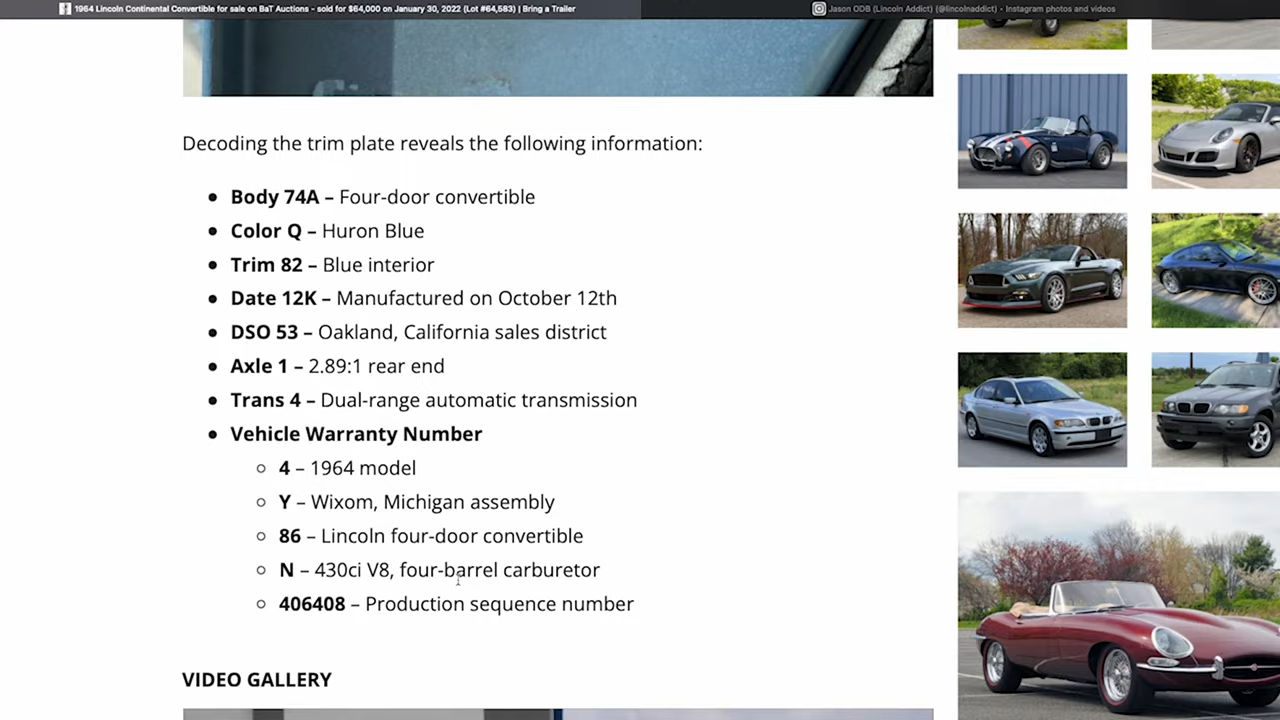 1964 Lincoln Continental Convertible for sale on BaT Auctions - sold for $64,000 on January 30, 2022 (Lot #64,583) | Bring a Trailer
Jason ODB (Lincoln Addict) (@lincolnaddict) • Instagram photos and videos
Decoding the trim plate reveals the following information:
• Body 74A – Four-door convertible
• Color Q – Huron Blue
• Trim 82 – Blue interior
• Date 12K – Manufactured on October 12th
• DSO 53 – Oakland, California sales district
• Axle 1 – 2.89:1 rear end
• Trans 4 – Dual-range automatic transmission
• Vehicle Warranty Number
○ 4 – 1964 model
○ Y – Wixom, Michigan assembly
○ 86 – Lincoln four-door convertible
○ N – 430ci V8, four-barrel carburetor
○ 406408 – Production sequence number
VIDEO GALLERY